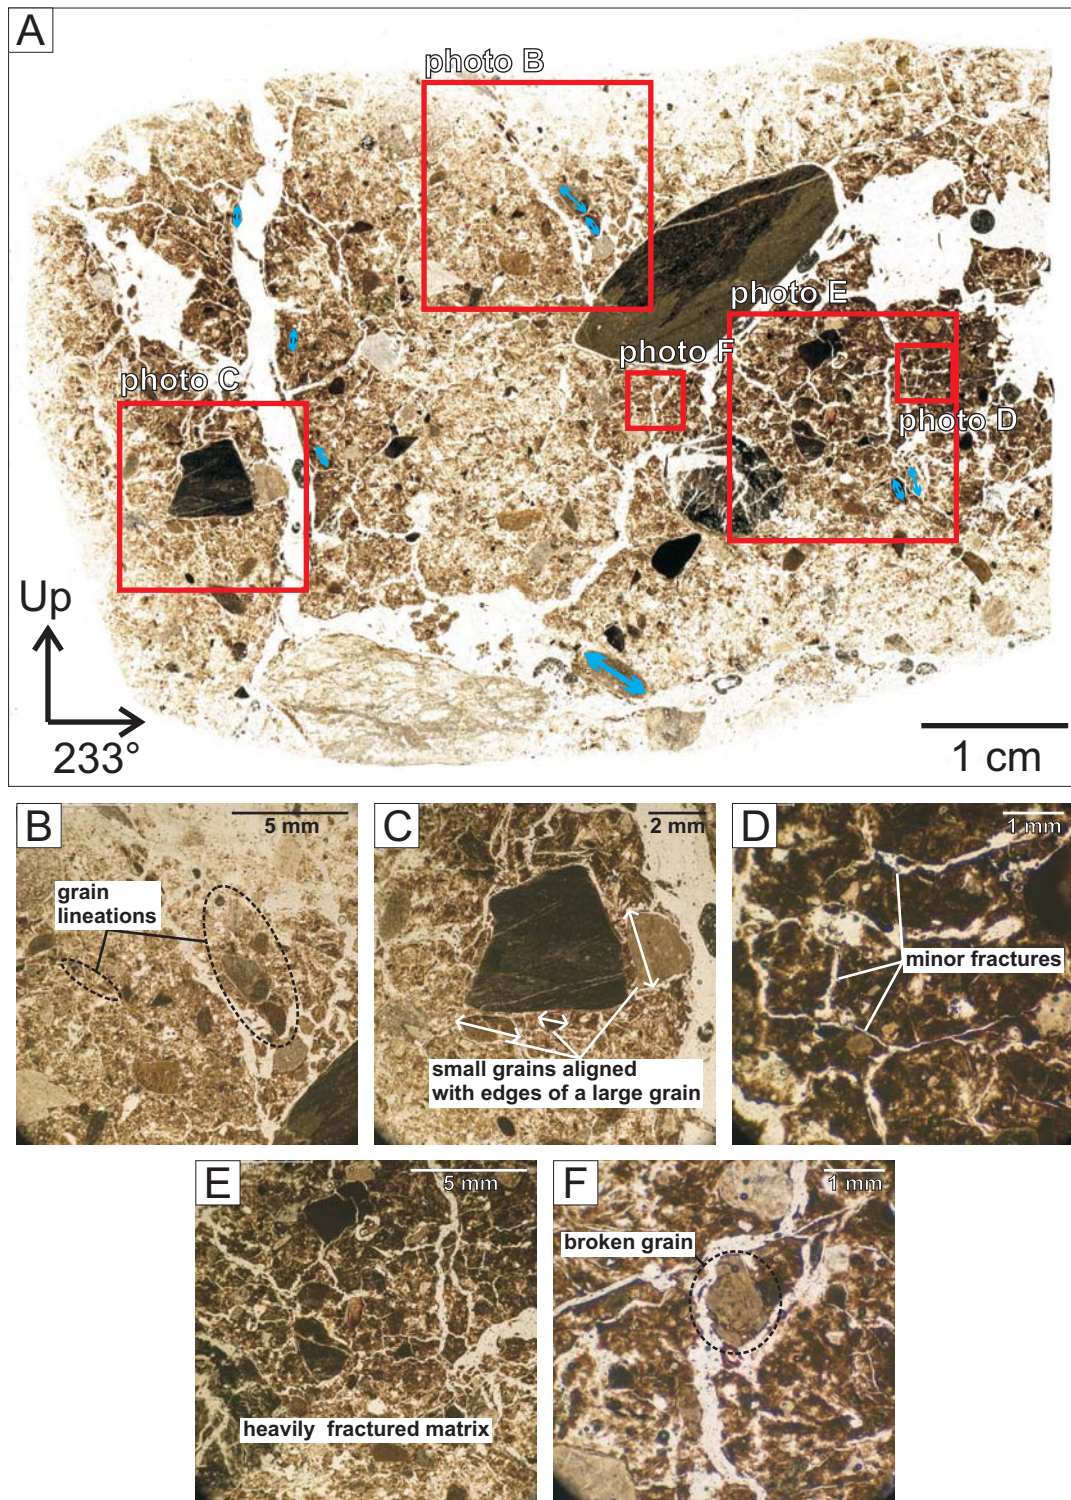 A
photo B
photo E
photo F
photo C
photo D
Up
233°
1 cm
B
5 mm
grain
lineations
C
2 mm
small grains aligned
with edges of a large grain
D
1 mm
minor fractures
E
5 mm
heavily fractured matrix
F
1 mm
broken grain